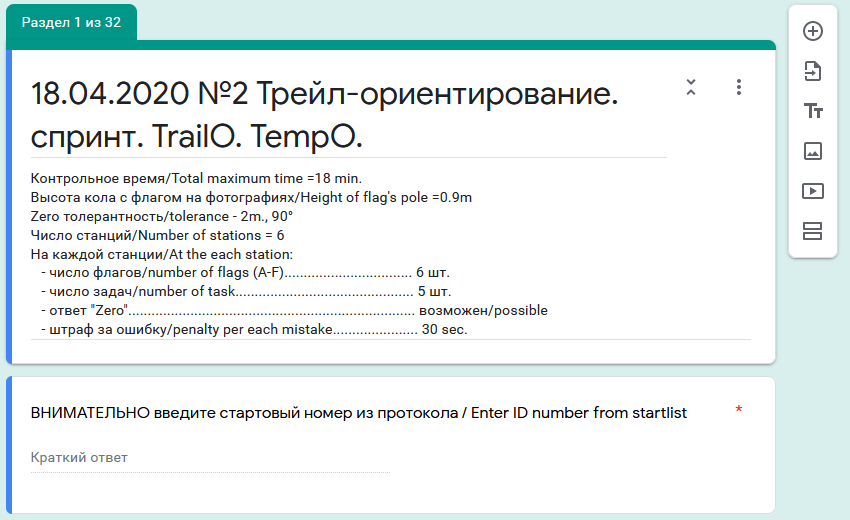 Раздел 1 из 32
18.04.2020 №2 Трейл-ориентирование.
спринт. TrailO. TempO.
Контрольное время/Total maximum time =18 min.
Высота кола с флагом на фотографиях/Height of flag's pole =0.9m
Zero толерантность/tolerance - 2m., 90°
Число станций/Number of stations = 6
На каждой станции/At the each station:
- число флагов/number of flags (A-F)................................. 6 шт.
- число задач/number of task.............................................. 5 шт.
- ответ "Zero".......................................................................... возможен/possible
- штраф за ошибку/penalty per each mistake...................... 30 sec.
ВНИМАТЕЛЬНО введите стартовый номер из протокола / Enter ID number from startlist *
Краткий ответ